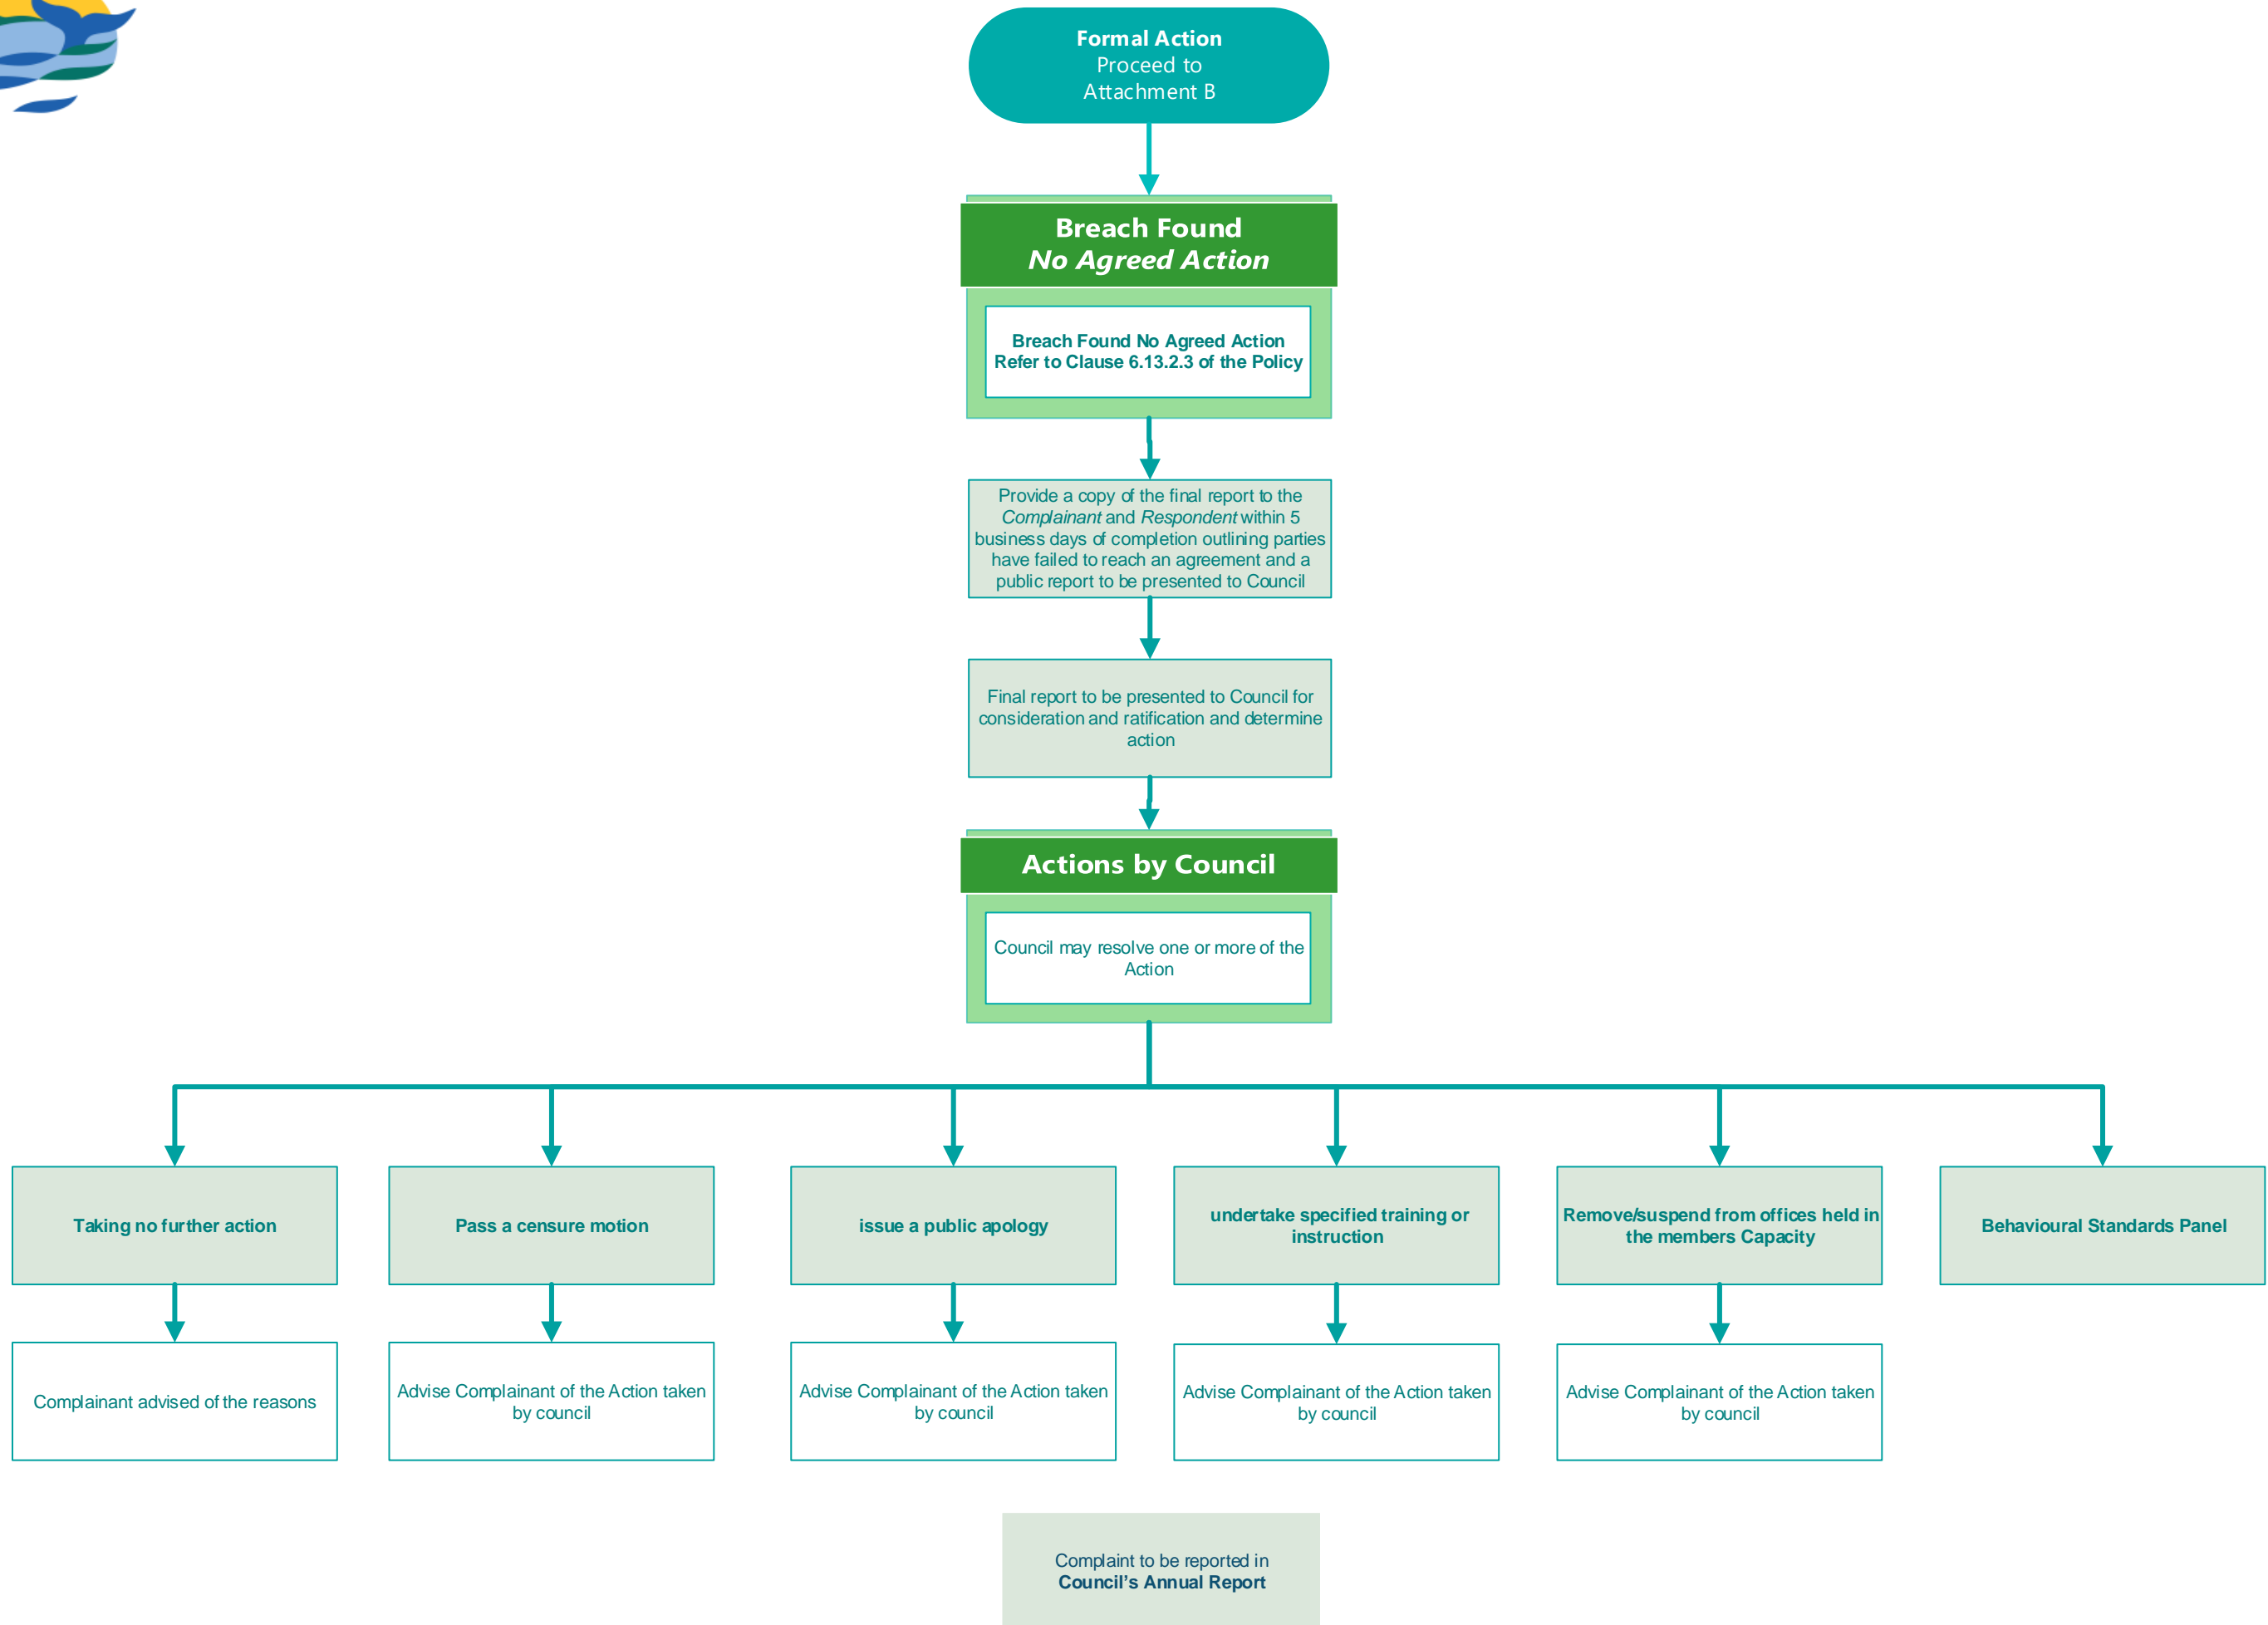 Formal Action
Proceed to
Attachment B
Breach Found
No Agreed Action
Breach Found No Agreed Action
Refer to Clause 6.13.2.3 of the Policy
Provide a copy of the final report to the
Complainant and Respondent within 5
business days of completion outlining parties
have failed to reach an agreement and a
public report to be presented to Council
Final report to be presented to Council for
consideration and ratification and determine
action
Actions by Council
Council may resolve one or more of the
Action
Taking no further action
Pass a censure motion
issue a public apology
undertake specified training or
instruction
Remove/suspend from offices held in
the members Capacity
Behavioural Standards Panel
Complainant advised of the reasons
Advise Complainant of the Action taken
by council
Advise Complainant of the Action taken
by council
Advise Complainant of the Action taken
by council
Advise Complainant of the Action taken
by council
Complaint to be reported in
Council's Annual Report